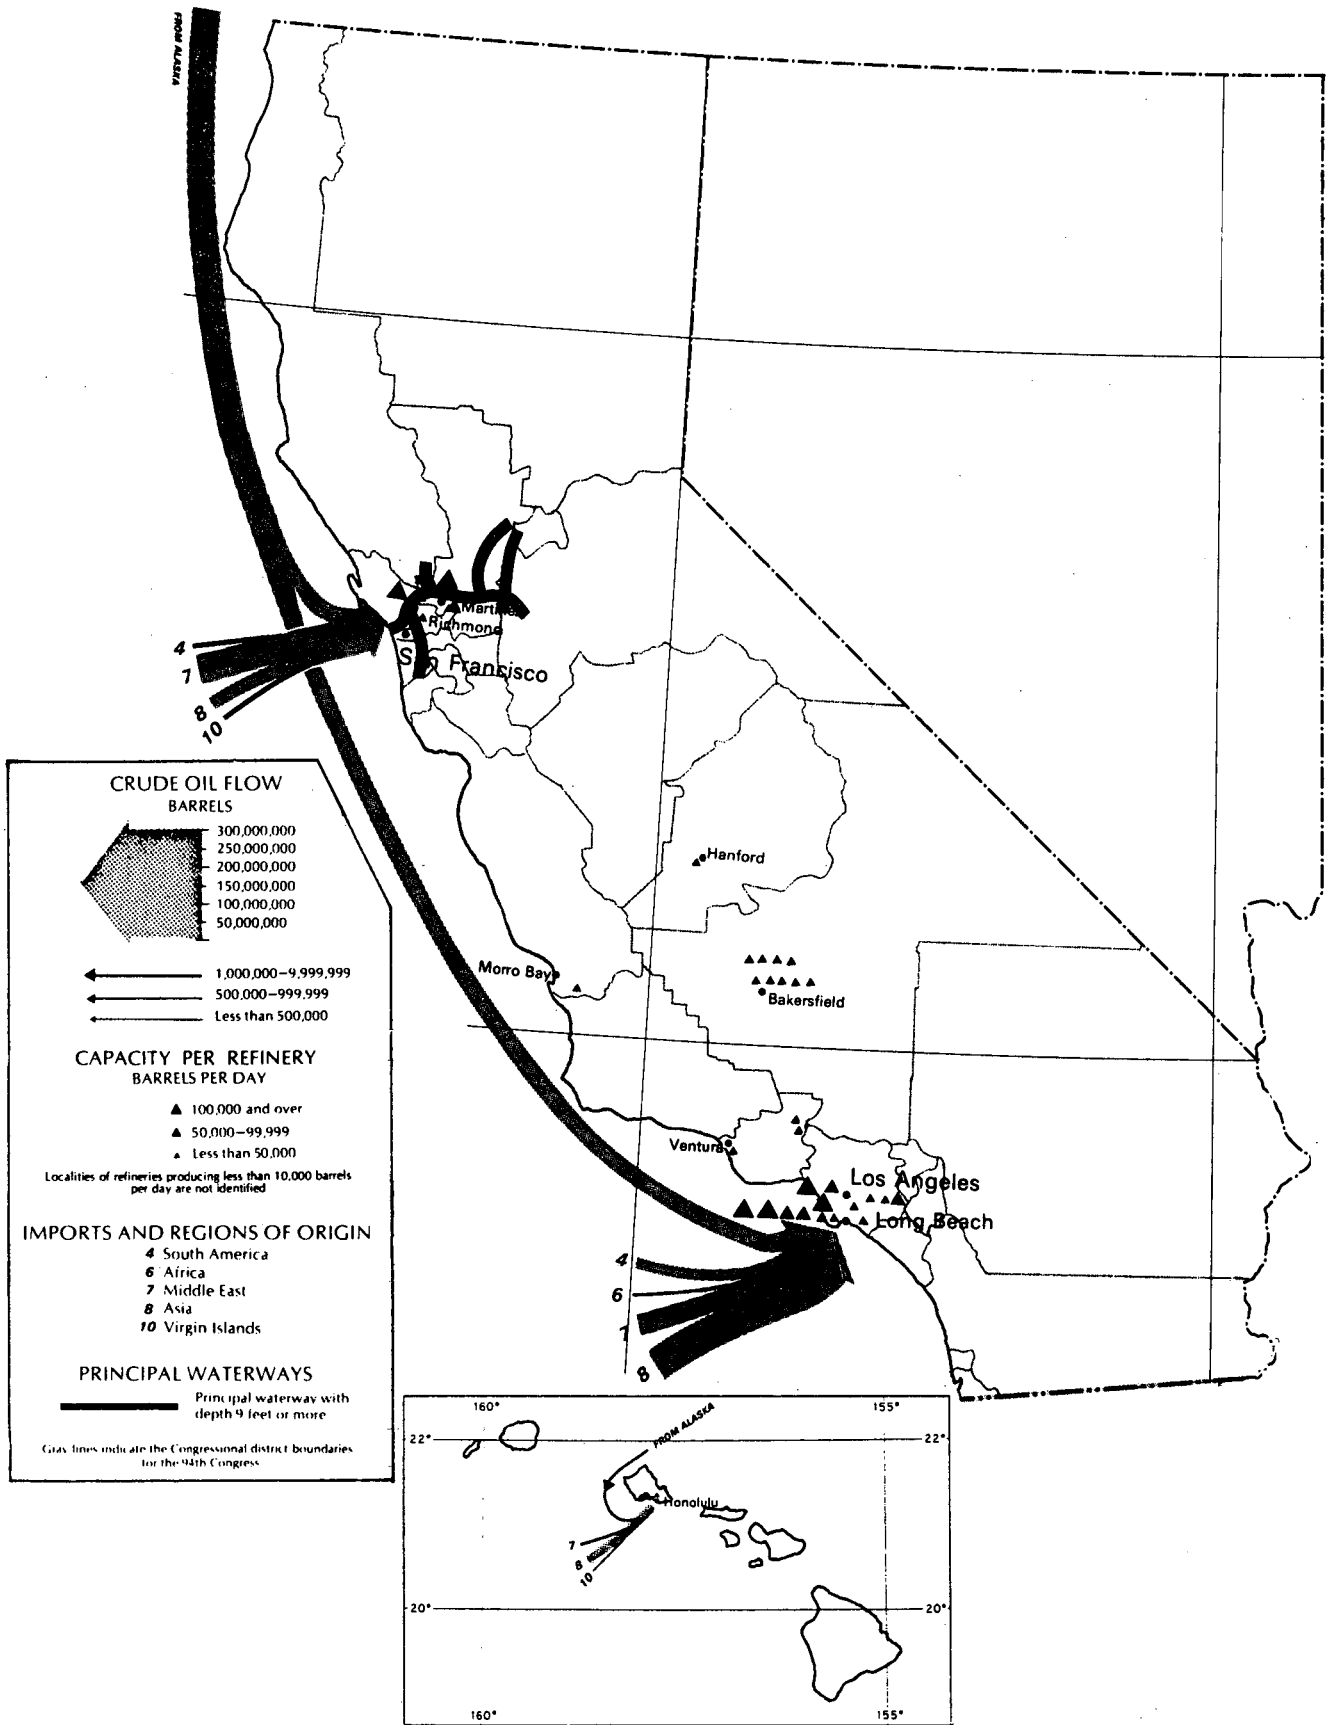 FROM ALASKA
Martinez
Richmond
San Francisco
4
7
8
10
CRUDE OIL FLOW
BARRELS
300,000,000
250,000,000
200,000,000
150,000,000
100,000,000
50,000,000
1,000,000–9,999,999
500,000–999,999
Less than 500,000
CAPACITY PER REFINERY
BARRELS PER DAY
100,000 and over
50,000–99,999
Less than 50,000
Localities of refineries producing less than 10,000 barrels
per day are not identified
IMPORTS AND REGIONS OF ORIGIN
4 South America
6 Africa
7 Middle East
8 Asia
10 Virgin Islands
PRINCIPAL WATERWAYS
Principal waterway with
depth 9 feet or more
Gray lines indicate the Congressional district boundaries
for the 94th Congress
Hanford
Morro Bay
Bakersfield
Ventura
Los Angeles
Long Beach
4
6
7
8
160° 155°
FROM ALASKA
22° 22°
Honolulu
7
8
10
20° 20°
160° 155°